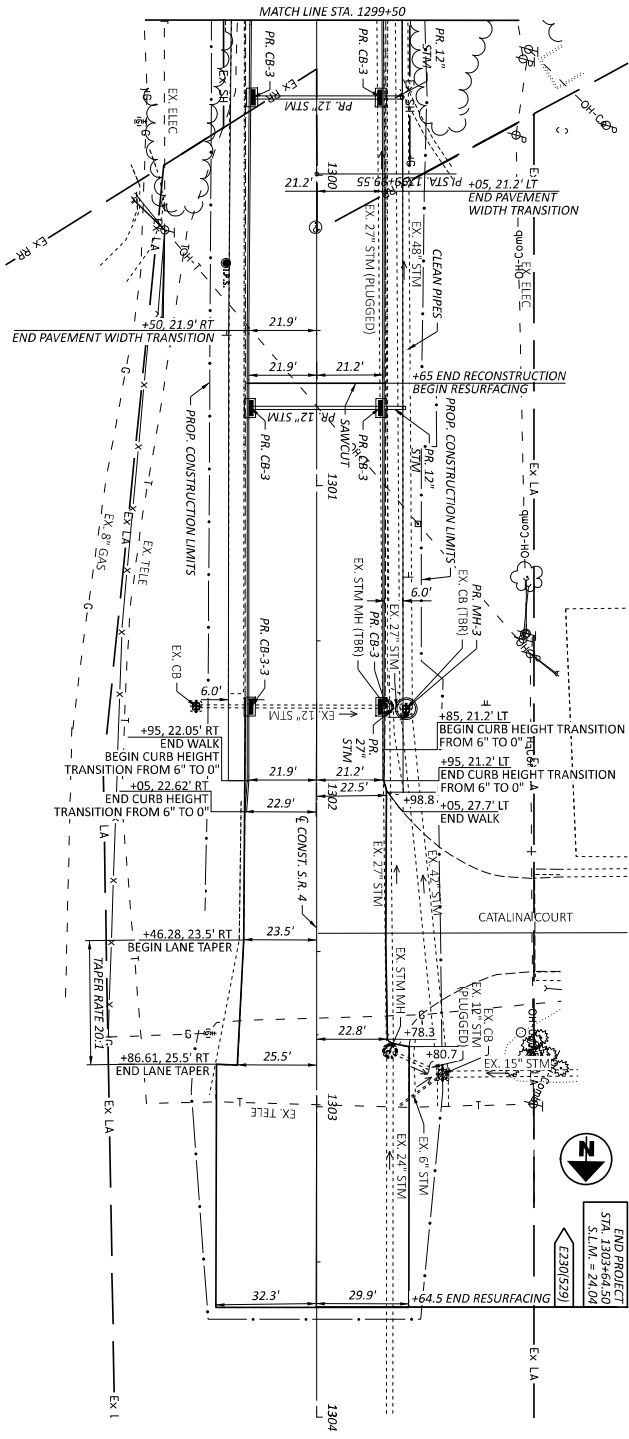 MATCH LINE STA. 1299+50
PR. CB-3
PR. CB-3
PR. 12"
STM
EX SH
EX SH
EX. ELEC
G
PR. 12" STM
EX RR
1300
21.2'
PI STA. 1399+99.55
+05, 21.2' LT
END PAVEMENT
WIDTH TRANSITION
EX LA
OH-T
EX RR
EX. 27" STM (PLUGGED)
EX. 48" STM
CLEAN PIPES
OH-Comb
EX. ELEC
I.P.S.
+50, 21.9' RT
END PAVEMENT WIDTH TRANSITION
21.9'
21.9'
21.2'
+65 END RECONSTRUCTION
BEGIN RESURFACING
PROP. CONSTRUCTION LIMITS
PR. CB-3
PR. 12" STM
SAWCUT
PR. CB-3
PR. 12"
STM
PROP. CONSTRUCTION LIMITS
Ex LA
1301
EX. 8" GAS
EX. TELE
Ex LA
OH-Comb
EX. STM MH (TBR)
EX. CB (TBR)
6.0'
PR. MH-3
EX. CB
6.0'
PR. CB-3-3
EX. 12" STM
PR. CB-3
EX. 27" STM
PR.
27"
STM
+95, 22.05' RT
END WALK
BEGIN CURB HEIGHT
TRANSITION FROM 6" TO 0"
+85, 21.2' LT
BEGIN CURB HEIGHT TRANSITION
FROM 6" TO 0"
21.9'
21.2'
+95, 21.2' LT
END CURB HEIGHT TRANSITION
FROM 6" TO 0"
+05, 22.62' RT
END CURB HEIGHT
TRANSITION FROM 6" TO 0"
22.9'
22.5'
1302
+98.8
+05, 27.7' LT
END WALK
℄ CONST. S.R. 4
EX. 27" STM
EX. 42" STM
CATALINA COURT
+46.28, 23.5' RT
BEGIN LANE TAPER
23.5'
TAPER RATE 20:1
22.8'
EX. STM MH
+78.3
EX. 12" STM
(PLUGGED)
EX. CB
+80.7
EX. 15" STM
+86.61, 25.5' RT
END LANE TAPER
25.5'
Ex LA
EX. TELE
1303
EX. 24" STM
EX. 6" STM
N
END PROJECT
STA. 1303+64.50
S.L.M. = 24.04
E230(529)
32.3'
29.9'
+64.5 END RESURFACING
Ex LA
Ex L
1304